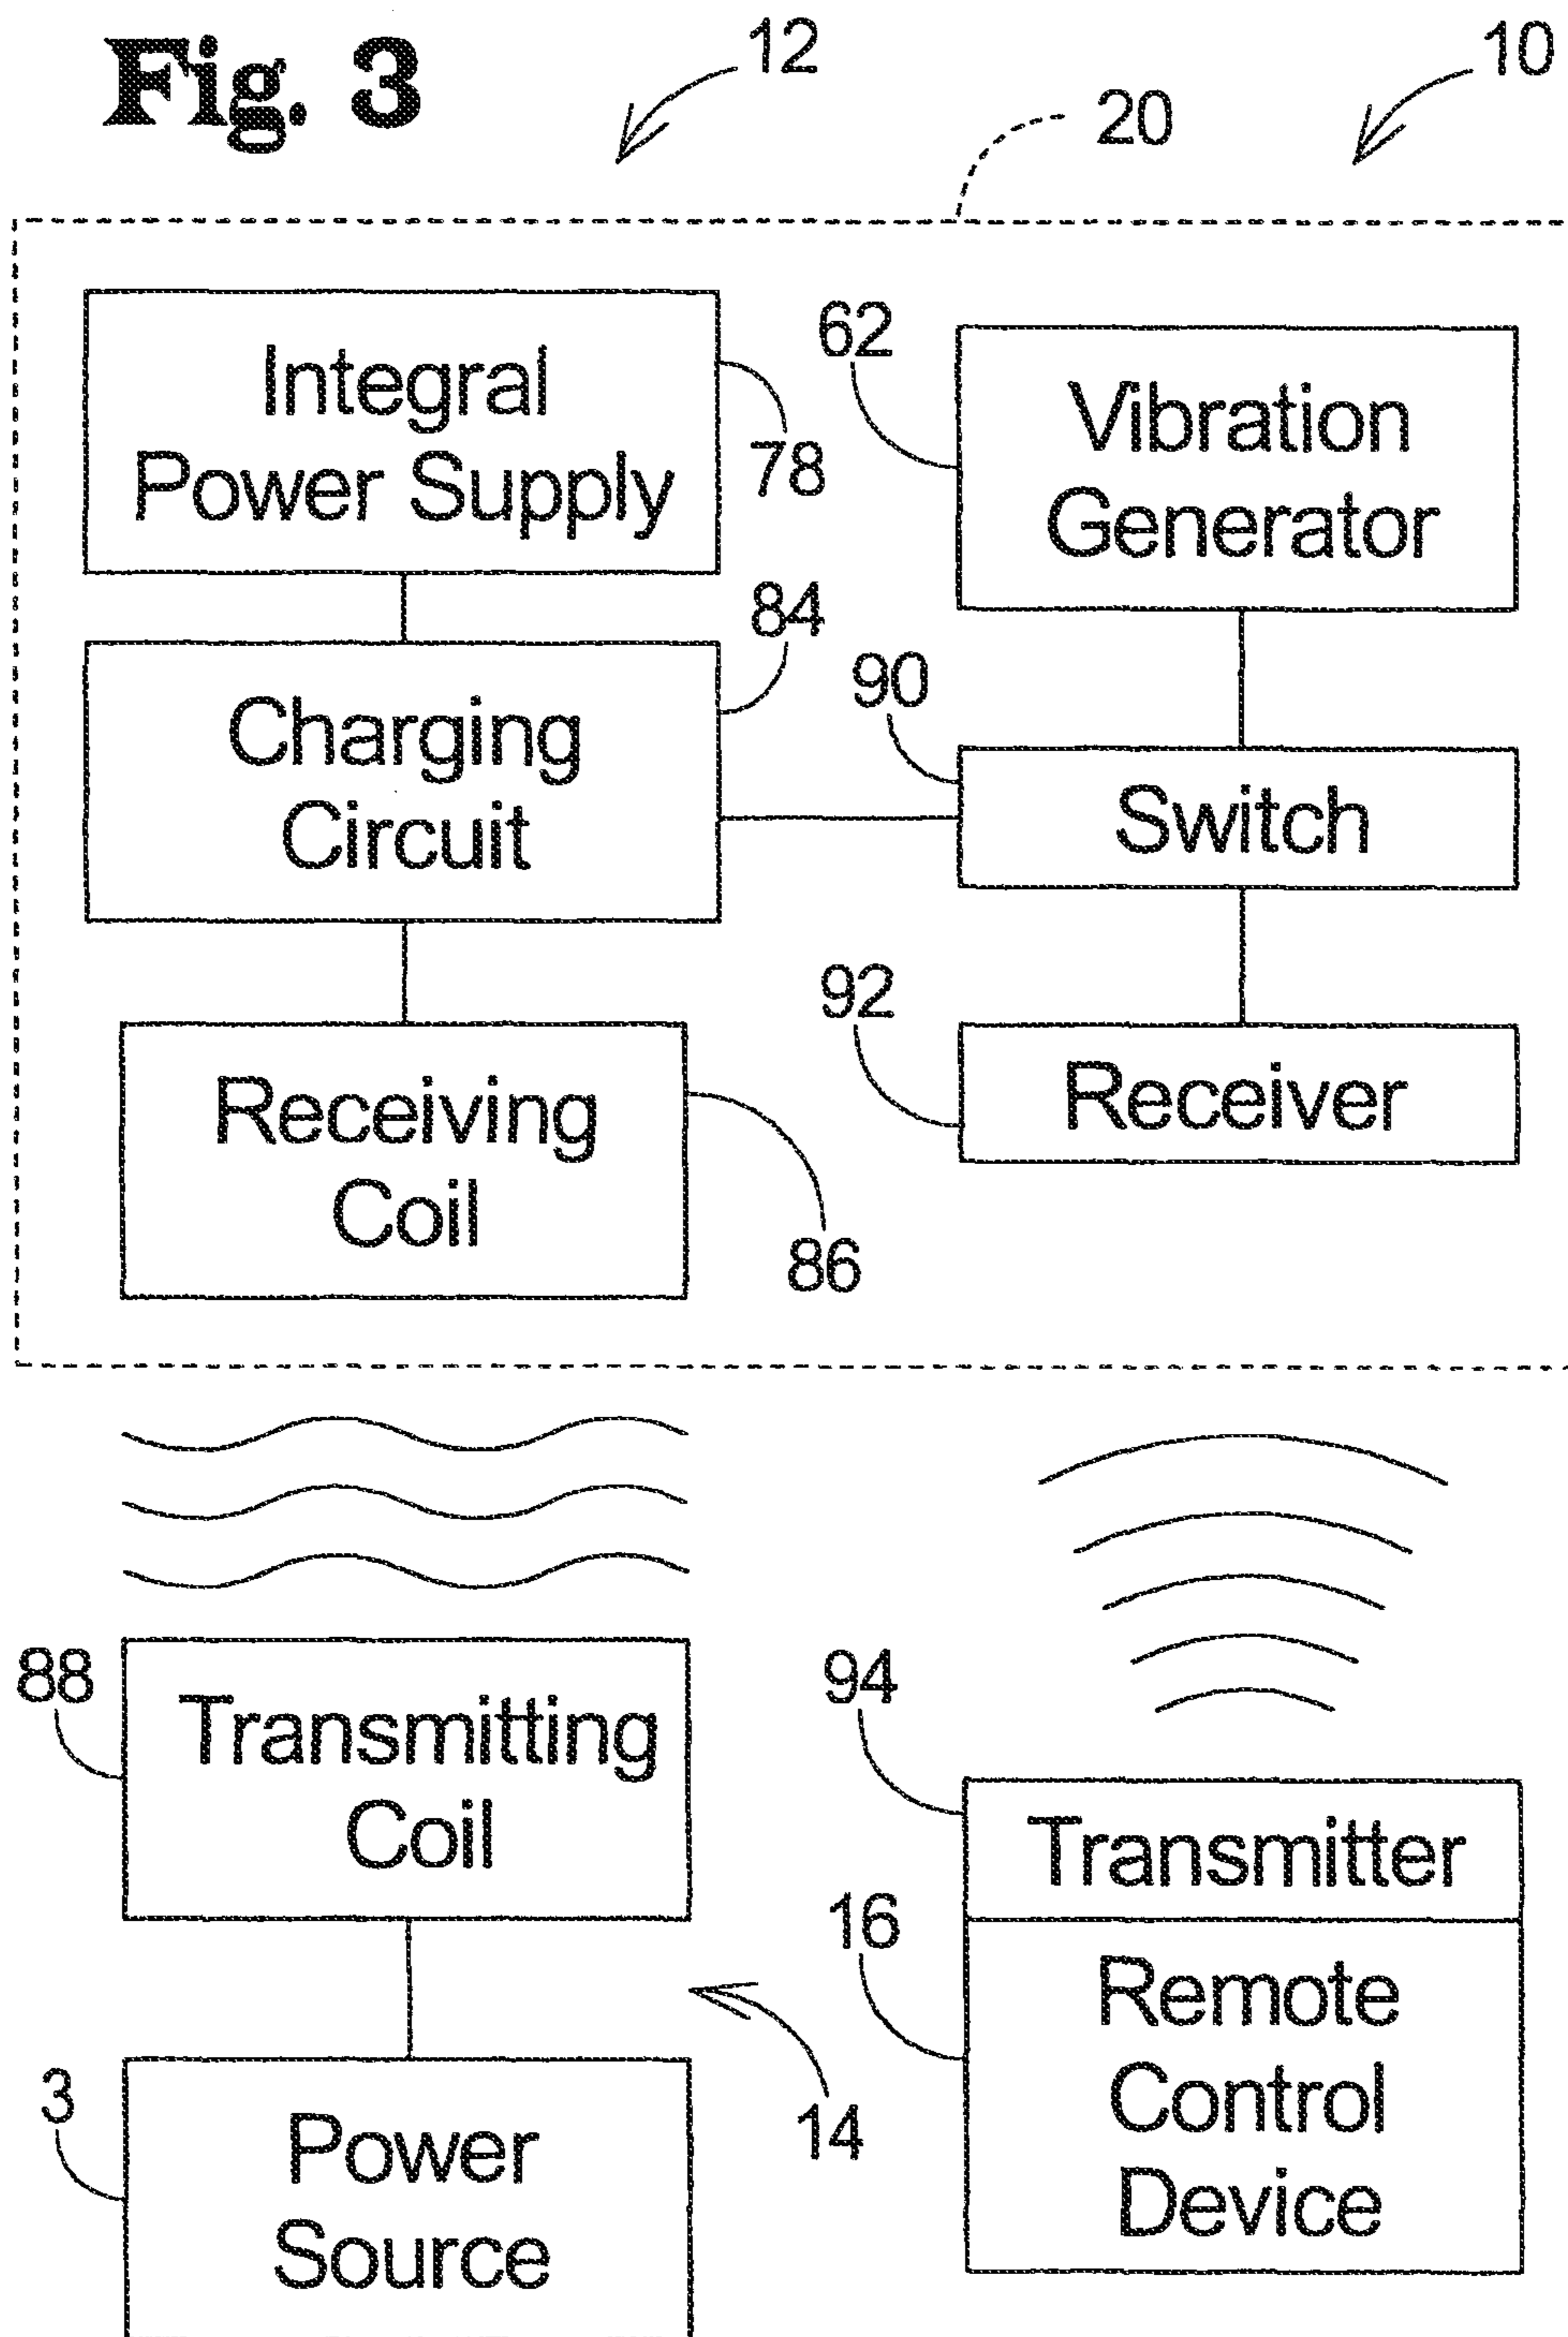 Fig. 3
12
10
20
Integral
Power Supply
78
62
Vibration
Generator
84
Charging
Circuit
90
Switch
92
Receiver
Receiving
Coil
86
88
Transmitting
Coil
94
Transmitter
16
Remote
Control
Device
14
3
Power
Source